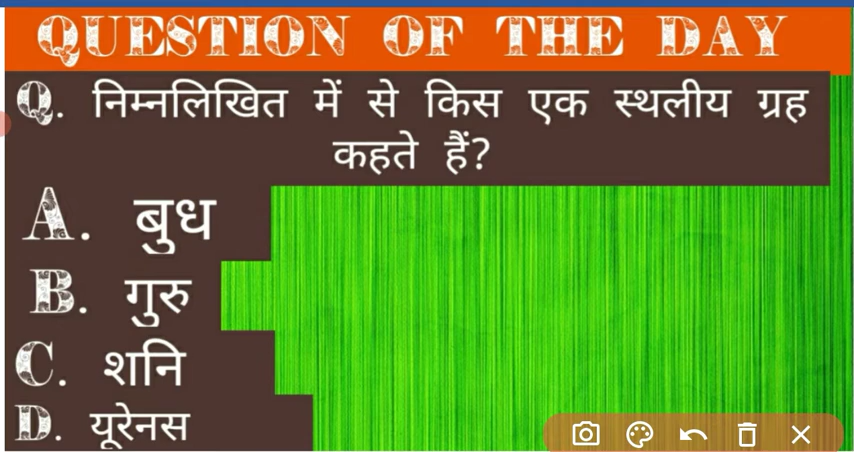 QUESTION OF THE DAY
Q. निम्नलिखित में से किस एक स्थलीय ग्रह
कहते हैं?
A. बुध
B. गुरु
C. शनि
D. यूरेनस